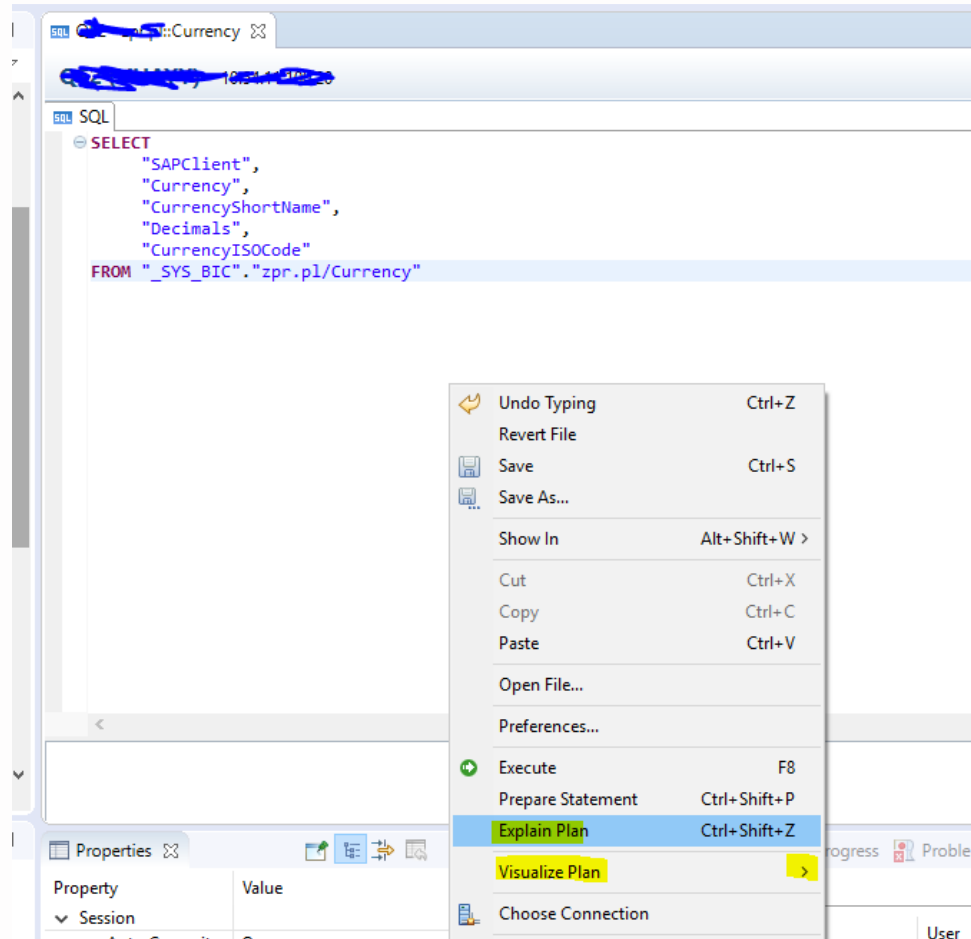 SQL ::Currency
SQL SQL
SELECT
"SAPClient",
"Currency",
"CurrencyShortName",
"Decimals",
"CurrencyISOCode"
FROM "_SYS_BIC"."zpr.pl/Currency"
Undo Typing Ctrl+Z
Revert File
Save Ctrl+S
Save As...
Show In Alt+Shift+W >
Cut Ctrl+X
Copy Ctrl+C
Paste Ctrl+V
Open File...
Preferences...
Execute F8
Prepare Statement Ctrl+Shift+P
Explain Plan Ctrl+Shift+Z
Visualize Plan >
Choose Connection
Properties rogress Proble
Property Value
Session
User